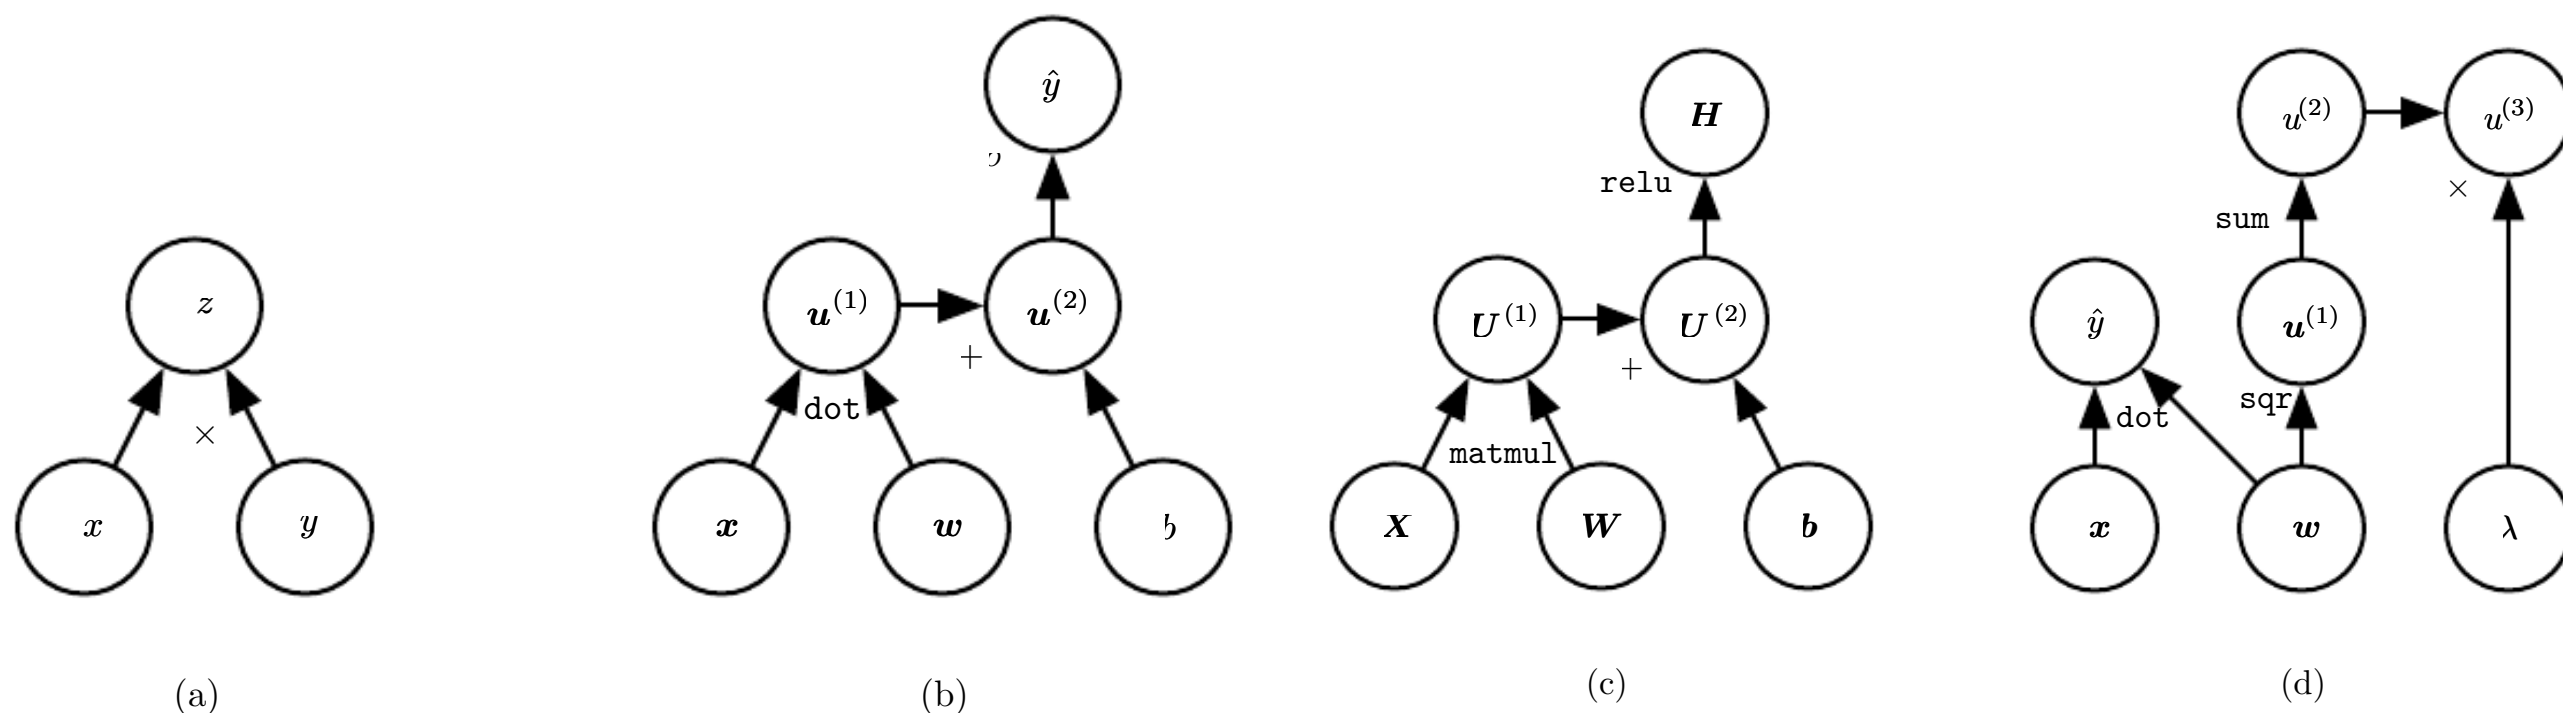 z
x
y
×
(a)
ŷ
u^(1)
u^(2)
+
dot
x
w
b
(b)
H
relu
U^(1)
U^(2)
+
matmul
X
W
b
(c)
u^(2)
u^(3)
×
sum
ŷ
u^(1)
sqr
dot
x
w
λ
(d)